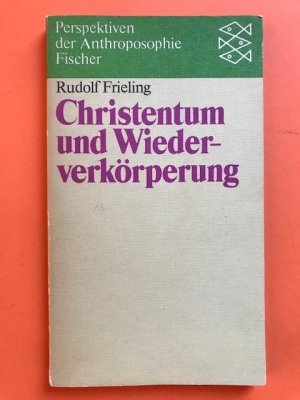 Perspektiven
der Anthroposophie
Fischer
Rudolf Frieling
Christentum
und Wieder-
verkörperung